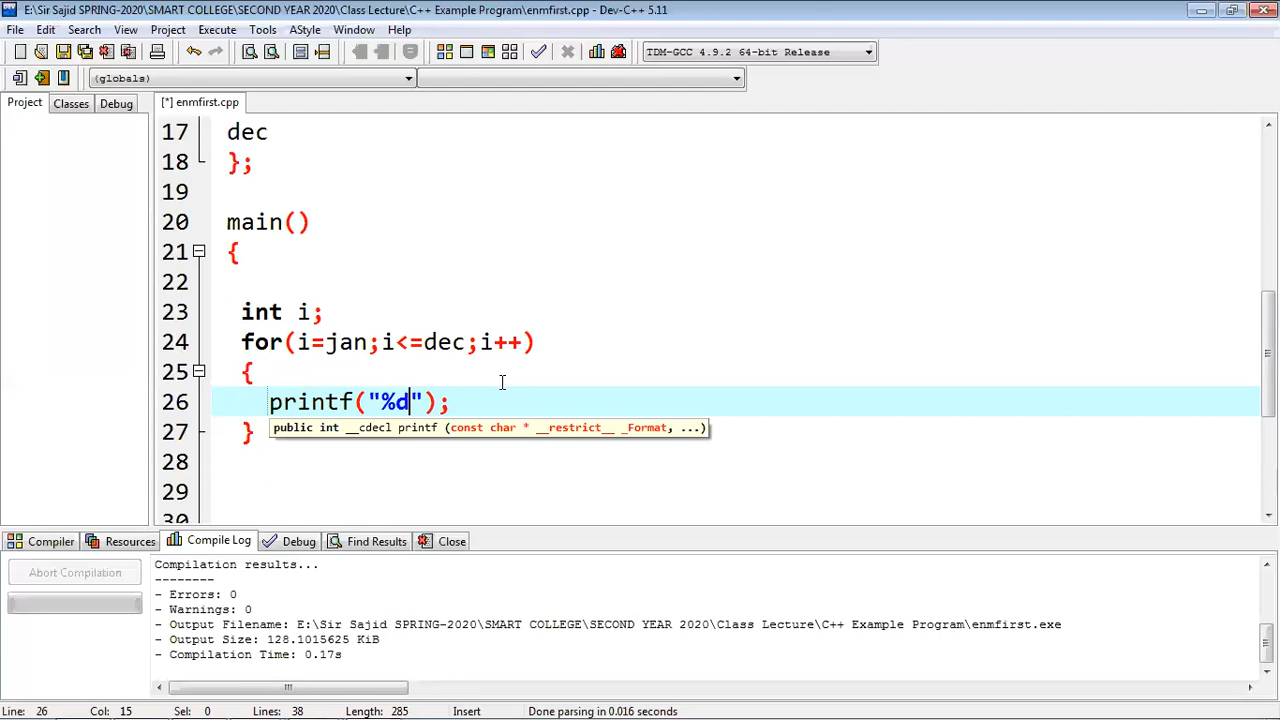 E:\Sir Sajid SPRING-2020\SMART COLLEGE\SECOND YEAR 2020\Class Lecture\C++ Example Program\enmfirst.cpp - Dev-C++ 5.11
File Edit Search View Project Execute Tools AStyle Window Help
TDM-GCC 4.9.2 64-bit Release
(globals)
Project Classes Debug [*] enmfirst.cpp
17 dec
18 };
19
20 main()
21 {
22
23 int i;
24 for(i=jan;i<=dec;i++)
25 {
26 printf("%d");
public int __cdecl printf (const char * __restrict__ _Format, ...)
27 }
28
29
30
Compiler Resources Compile Log Debug Find Results Close
Abort Compilation
Compilation results...
--------
- Errors: 0
- Warnings: 0
- Output Filename: E:\Sir Sajid SPRING-2020\SMART COLLEGE\SECOND YEAR 2020\Class Lecture\C++ Example Program\enmfirst.exe
- Output Size: 128.1015625 KiB
- Compilation Time: 0.17s
Line: 26 Col: 15 Sel: 0 Lines: 38 Length: 285 Insert Done parsing in 0.016 seconds